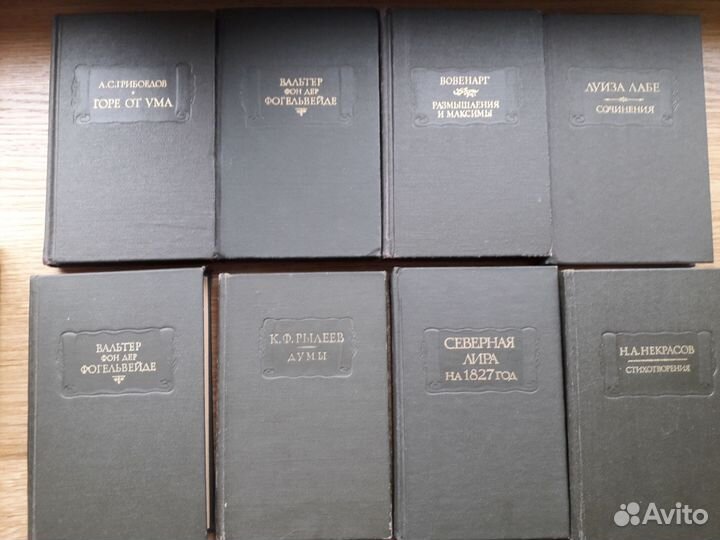 А.С.ГРИБОЕДОВ
ГОРЕ ОТ УМА
ВАЛЬТЕР
ФОН ДЕР
ФОГЕЛЬВЕЙДЕ
ВОВЕНАРГ
РАЗМЫШЛЕНИЯ
И МАКСИМЫ
ЛУИЗА ЛАБЕ
СОЧИНЕНИЯ
ВАЛЬТЕР
ФОН ДЕР
ФОГЕЛЬВЕЙДЕ
К.Ф.РЫЛЕЕВ
ДУМЫ
СЕВЕРНАЯ
ЛИРА
НА 1827 ГОД
Н.А.НЕКРАСОВ
СТИХОТВОРЕНИЯ
Avito